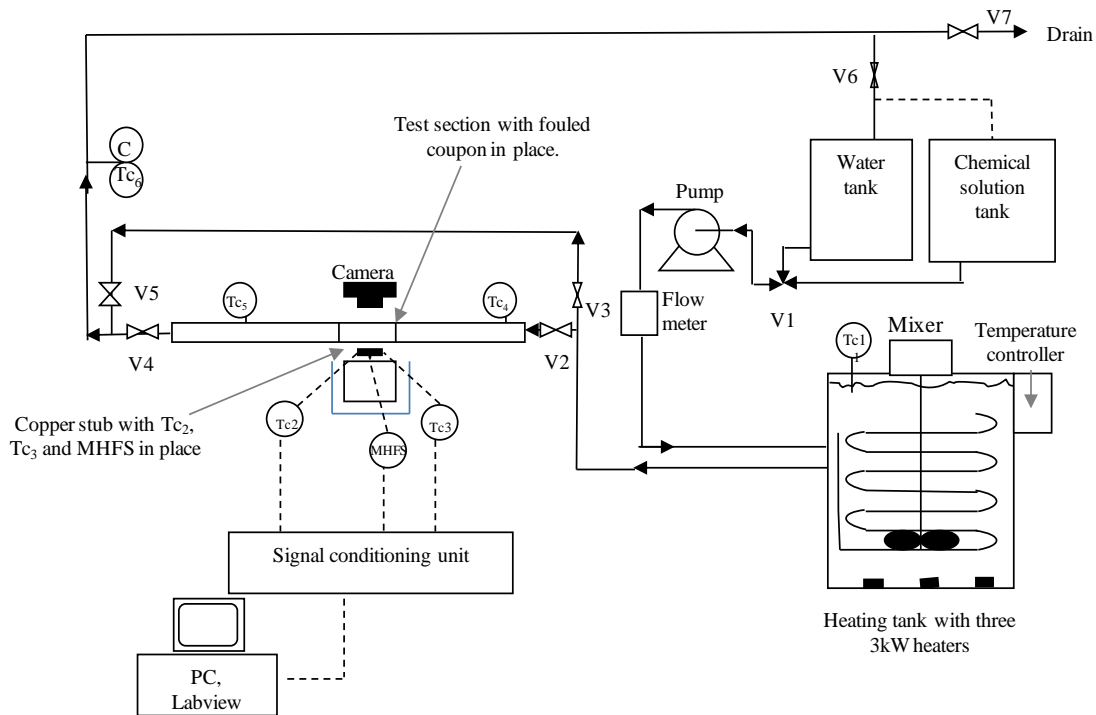 V7
Drain
V6
Test section with fouled
coupon in place.
C
Tc6
Water
tank
Chemical
solution
tank
Pump
Camera
V5
Tc5
Tc4
V3
Flow
meter
V1
Mixer
Temperature
controller
V4
V2
Tc1
1
Copper stub with Tc2,
Tc3 and MHFS in place
Tc2
MHFS
Tc3
Signal conditioning unit
Heating tank with three
3kW heaters
PC,
Labview